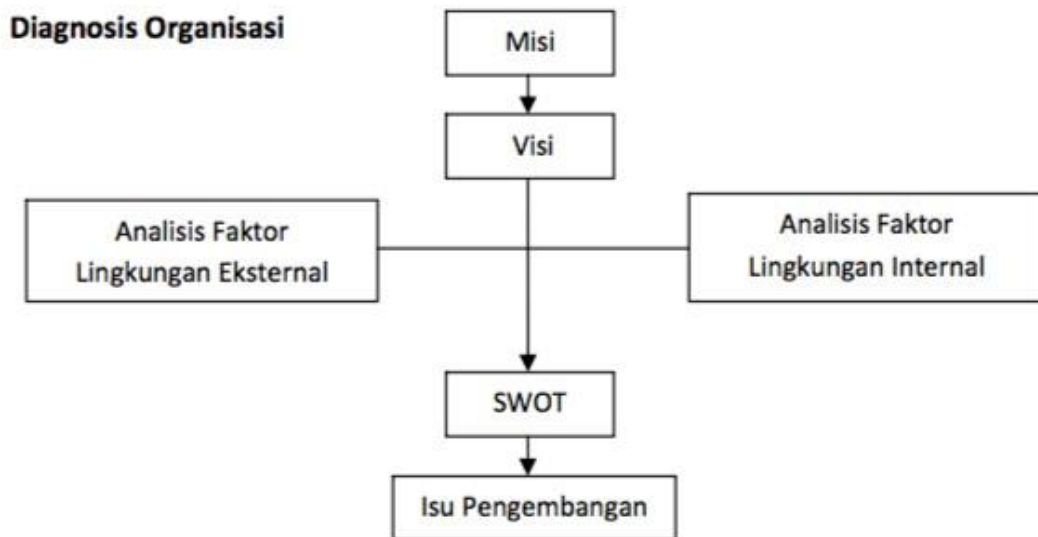 Diagnosis Organisasi
Misi
Visi
Analisis Faktor
Lingkungan Eksternal
Analisis Faktor
Lingkungan Internal
SWOT
Isu Pengembangan